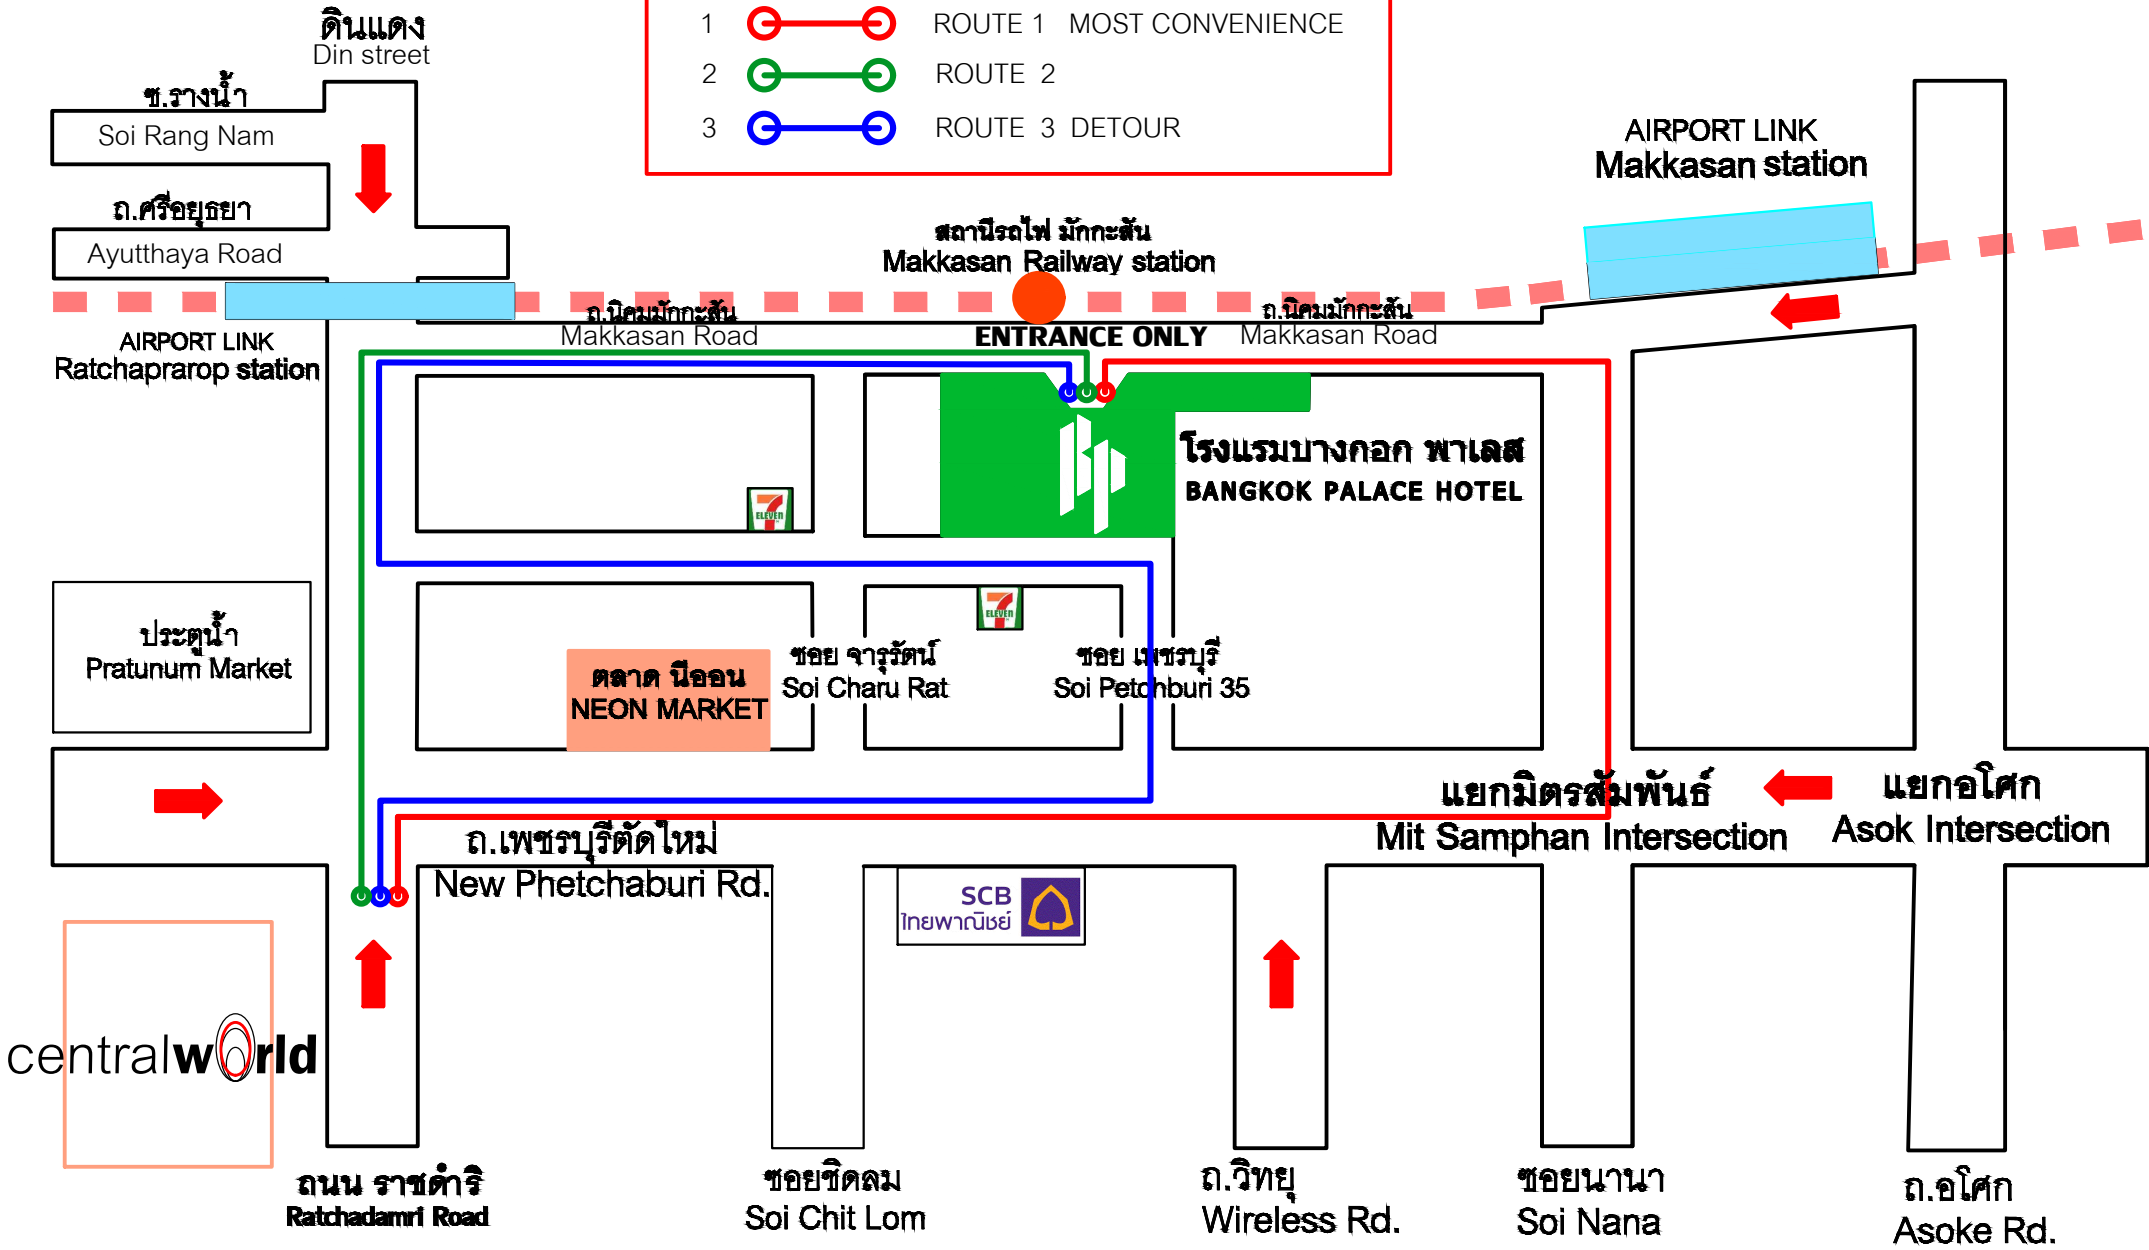 1 ROUTE 1 MOST CONVENIENCE
2 ROUTE 2
3 ROUTE 3 DETOUR
ดินแดง
Din street
ซ.รางน้ำ
Soi Rang Nam
ถ.ศรีอยุธยา
Ayutthaya Road
AIRPORT LINK
Makkasan station
สถานีรถไฟ มักกะสัน
Makkasan Railway station
ถ.นิคมมักกะสัน
Makkasan Road
ENTRANCE ONLY
ถ.นิคมมักกะสัน
Makkasan Road
AIRPORT LINK
Ratchaprarop station
โรงแรมบางกอก พาเลส
BANGKOK PALACE HOTEL
7
ELEVEN
7
ELEVEN
ประตูน้ำ
Pratunum Market
ตลาด นีออน
NEON MARKET
ซอย จารุรัตน์
Soi Charu Rat
ซอย เพชรบุรี
Soi Petchburi 35
แยกมิตรสัมพันธ์
Mit Samphan Intersection
แยกอโศก
Asok Intersection
ถ.เพชรบุรีตัดใหม่
New Phetchaburi Rd.
SCB
ไทยพาณิชย์
centralworld
ถนน ราชดำริ
Ratchadamri Road
ซอยชิดลม
Soi Chit Lom
ถ.วิทยุ
Wireless Rd.
ซอยนานา
Soi Nana
ถ.อโศก
Asoke Rd.